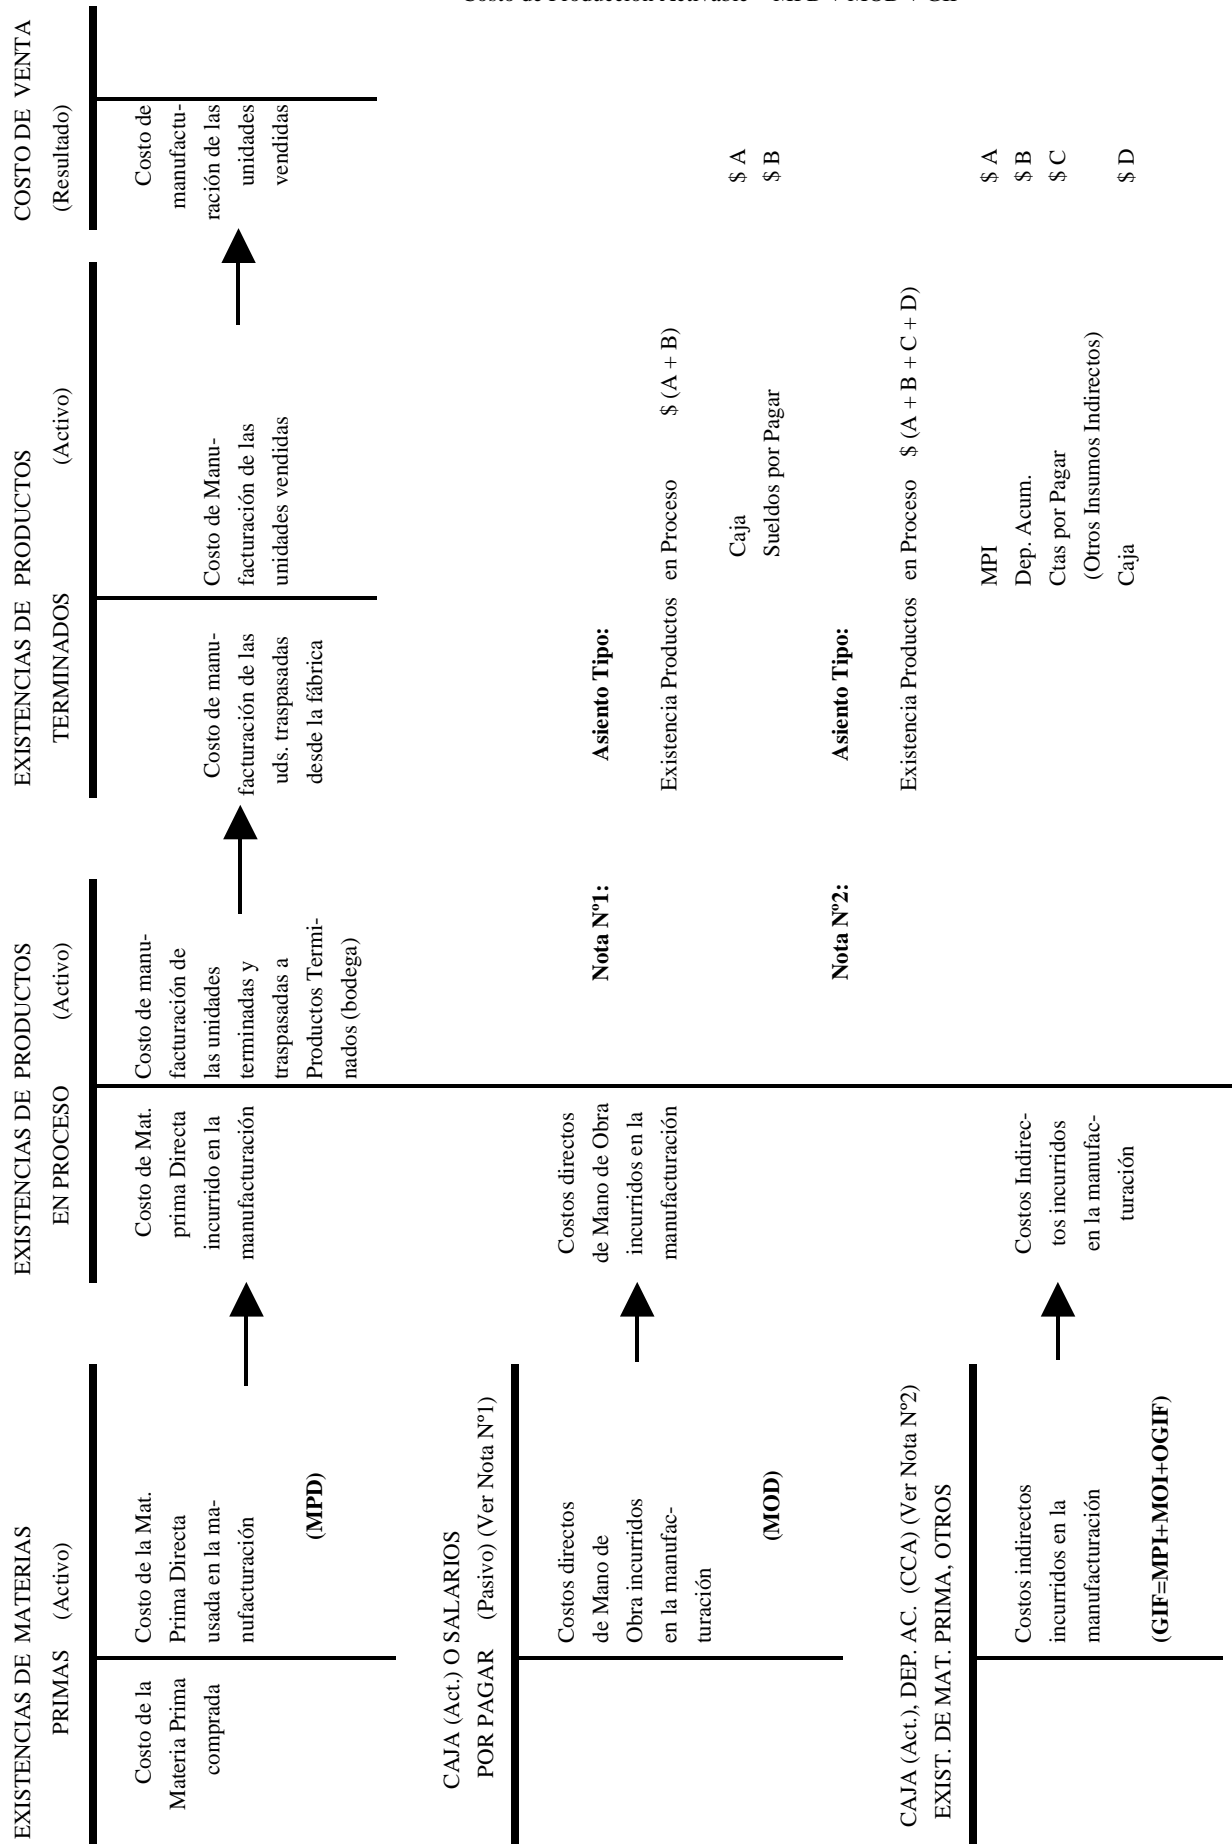 Costo de Producción Activable = MPD + MOD + GIF
EXISTENCIAS DE MATERIAS
PRIMAS (Activo)
Costo de la
Materia Prima
comprada
Costo de la Mat.
Prima Directa
usada en la ma-
nufacturación
(MPD)
EXISTENCIAS DE PRODUCTOS
EN PROCESO (Activo)
Costo de Mat.
prima Directa
incurrido en la
manufacturación
Costo de manu-
facturación de
las unidades
terminadas y
traspasadas a
Productos Termi-
nados (bodega)
EXISTENCIAS DE PRODUCTOS
TERMINADOS (Activo)
Costo de manu-
facturación de las
uds. traspasadas
desde la fábrica
Costo de Manu-
facturación de las
unidades vendidas
COSTO DE VENTA
(Resultado)
Costo de
manufactu-
ración de las
unidades
vendidas
CAJA (Act.) O SALARIOS
POR PAGAR (Pasivo) (Ver Nota Nº1)
Costos directos
de Mano de
Obra incurridos
en la manufac-
turación
(MOD)
Costos directos
de Mano de Obra
incurridos en la
manufacturación
Nota Nº1: Asiento Tipo:
Existencia Productos en Proceso $ (A + B)
Caja $ A
Sueldos por Pagar $ B
CAJA (Act.), DEP. AC. (CCA) (Ver Nota Nº2)
EXIST. DE MAT. PRIMA, OTROS
Costos indirectos
incurridos en la
manufacturación
(GIF=MPI+MOI+OGIF)
Costos Indirec-
tos incurridos
en la manufac-
turación
Nota Nº2: Asiento Tipo:
Existencia Productos en Proceso $ (A + B + C + D)
MPI $ A
Dep. Acum. $ B
Ctas por Pagar $ C
(Otros Insumos Indirectos)
Caja $ D